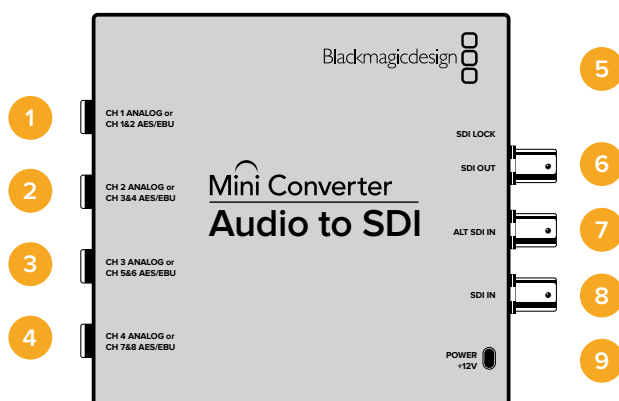 Blackmagicdesign
1
CH 1 ANALOG or
CH 1&2 AES/EBU
2
CH 2 ANALOG or
CH 3&4 AES/EBU
3
CH 3 ANALOG or
CH 5&6 AES/EBU
4
CH 4 ANALOG or
CH 7&8 AES/EBU
Mini Converter
Audio to SDI
5
SDI LOCK
SDI OUT
6
ALT SDI IN
7
SDI IN
8
POWER
+12V
9